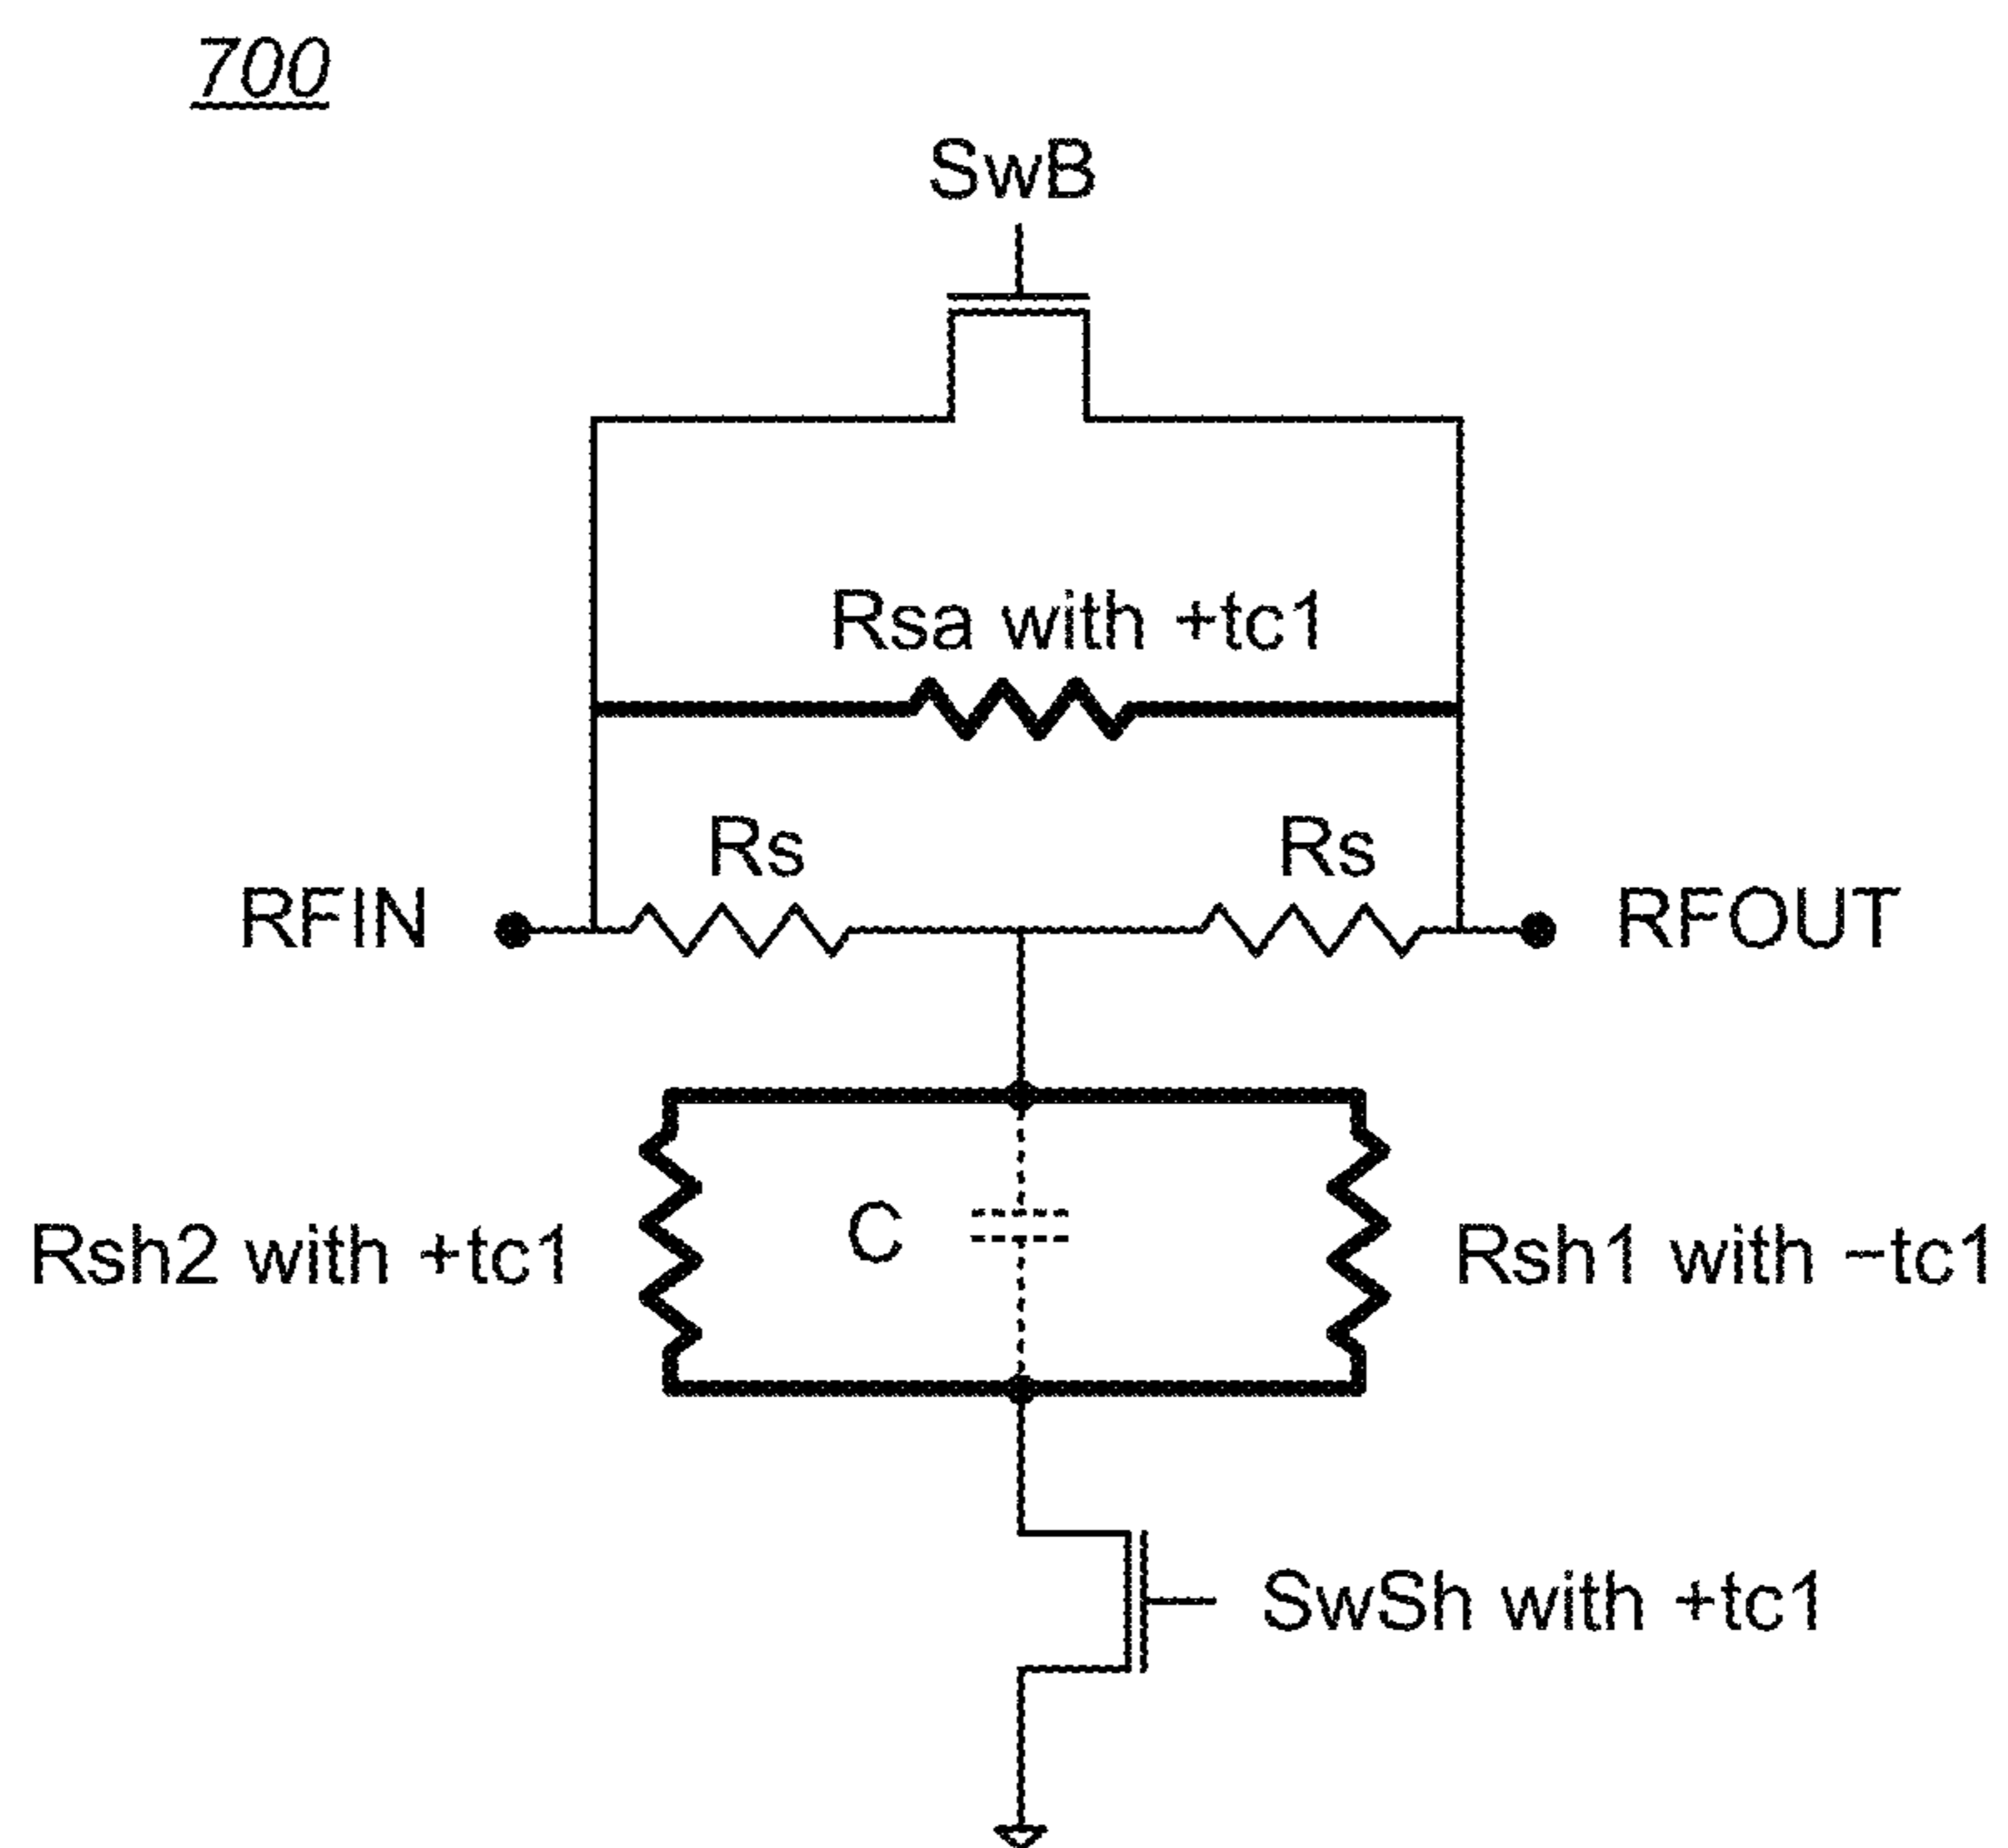 700
SwB
Rsa with +tc1
Rs
Rs
RFIN
RFOUT
Rsh2 with +tc1
C
Rsh1 with −tc1
SwSh with +tc1